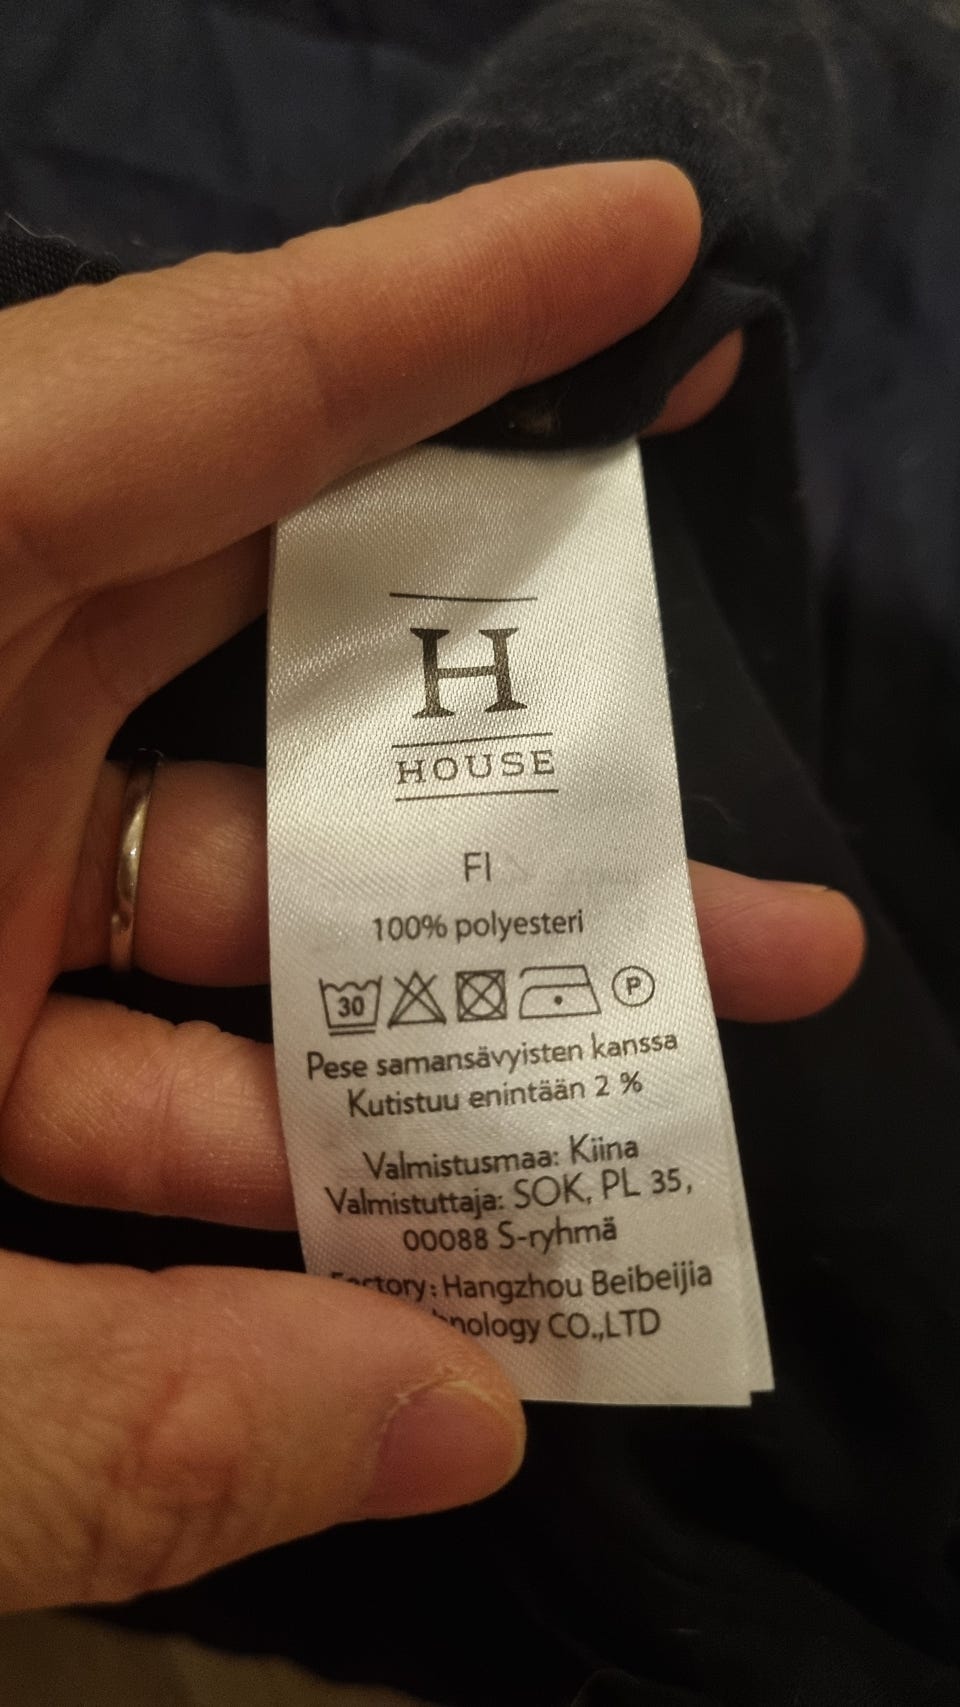 H
HOUSE
FI
100% polyesteri
30 P
Pese samansävyisten kanssa
Kutistuu enintään 2 %
Valmistusmaa: Kiina
Valmistuttaja: SOK, PL 35,
00088 S-ryhmä
Hangzhou Beibeijia
CO.,LTD